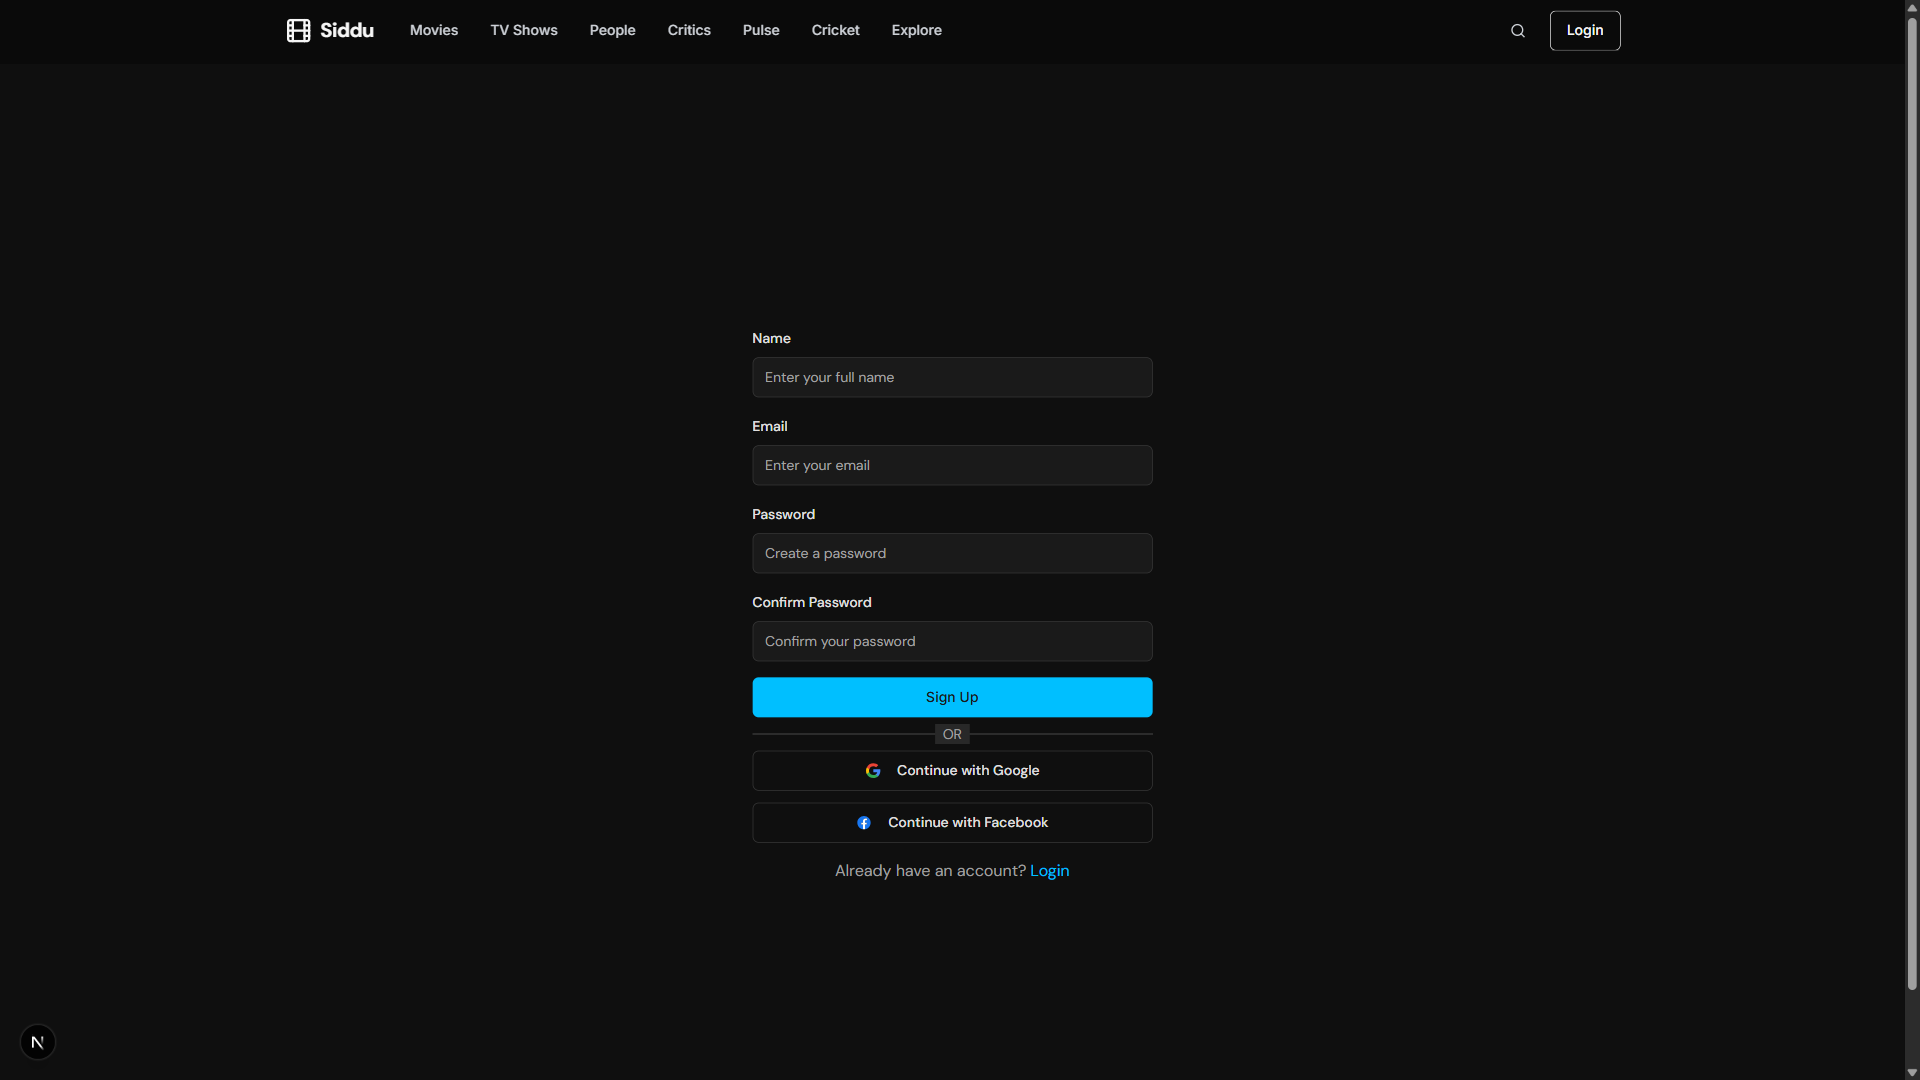 Siddu
Movies
TV Shows
People
Critics
Pulse
Cricket
Explore
Login
Name
Enter your full name
Email
Enter your email
Password
Create a password
Confirm Password
Confirm your password
Sign Up
OR
Continue with Google
Continue with Facebook
Already have an account? Login
N